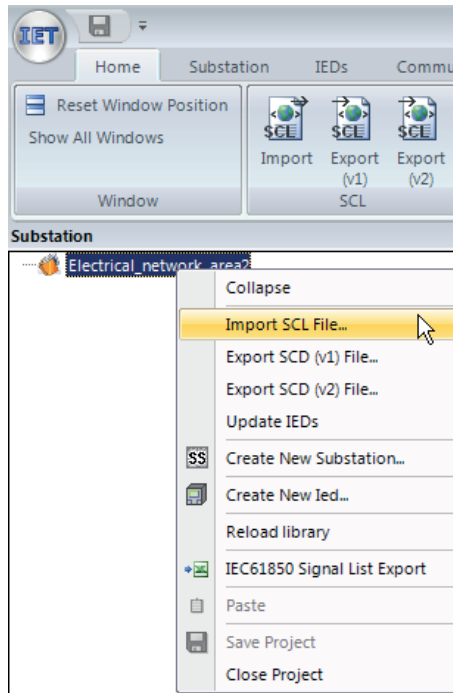 IET
Home Substation IEDs Commu
Reset Window Position
Show All Windows
Window
SCL SCL SCL
Import Export Export
(v1) (v2)
SCL
Substation
Electrical_network_area2
Collapse
Import SCL File...
Export SCD (v1) File...
Export SCD (v2) File...
Update IEDs
SS Create New Substation...
Create New Ied...
Reload library
IEC61850 Signal List Export
Paste
Save Project
Close Project